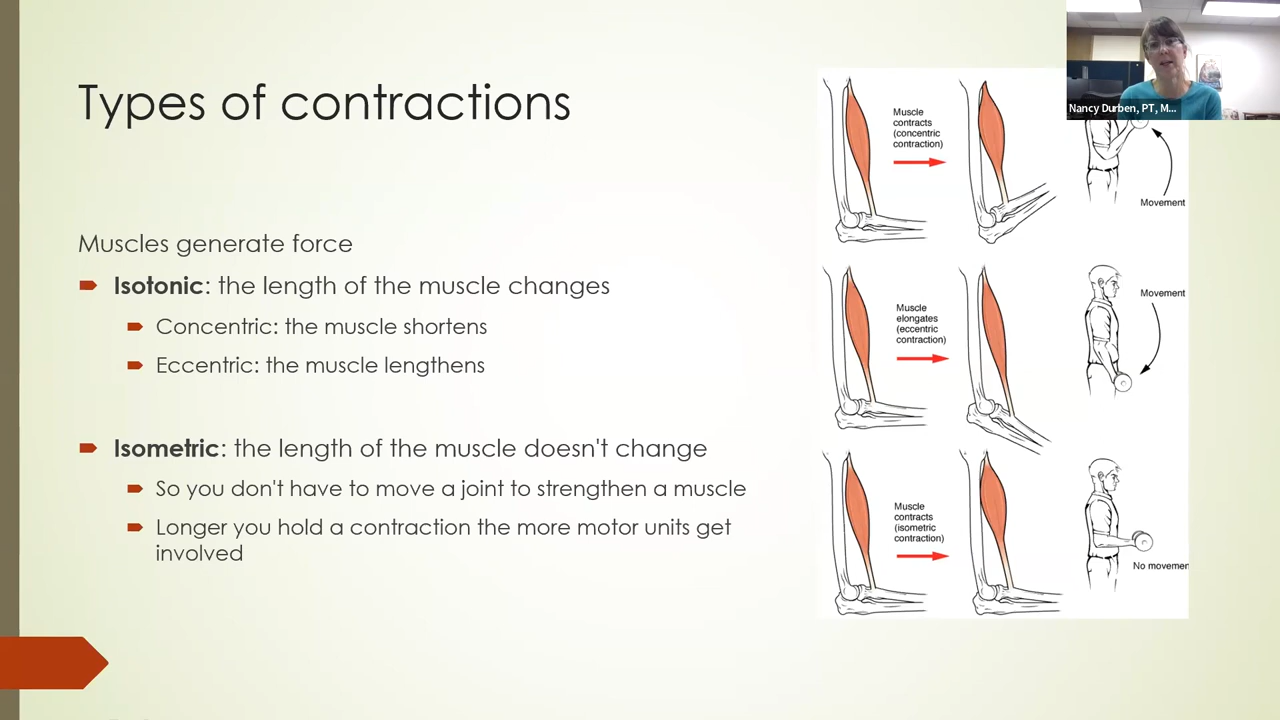 Types of contractions
Muscles generate force
Isotonic: the length of the muscle changes
Concentric: the muscle shortens
Eccentric: the muscle lengthens
Isometric: the length of the muscle doesn't change
So you don't have to move a joint to strengthen a muscle
Longer you hold a contraction the more motor units get
involved
Muscle
contracts
(concentric
contraction)
Movement
Muscle
elongates
(eccentric
contraction)
Movement
Muscle
contracts
(isometric
contraction)
No movemen
Nancy Durben, PT, M...